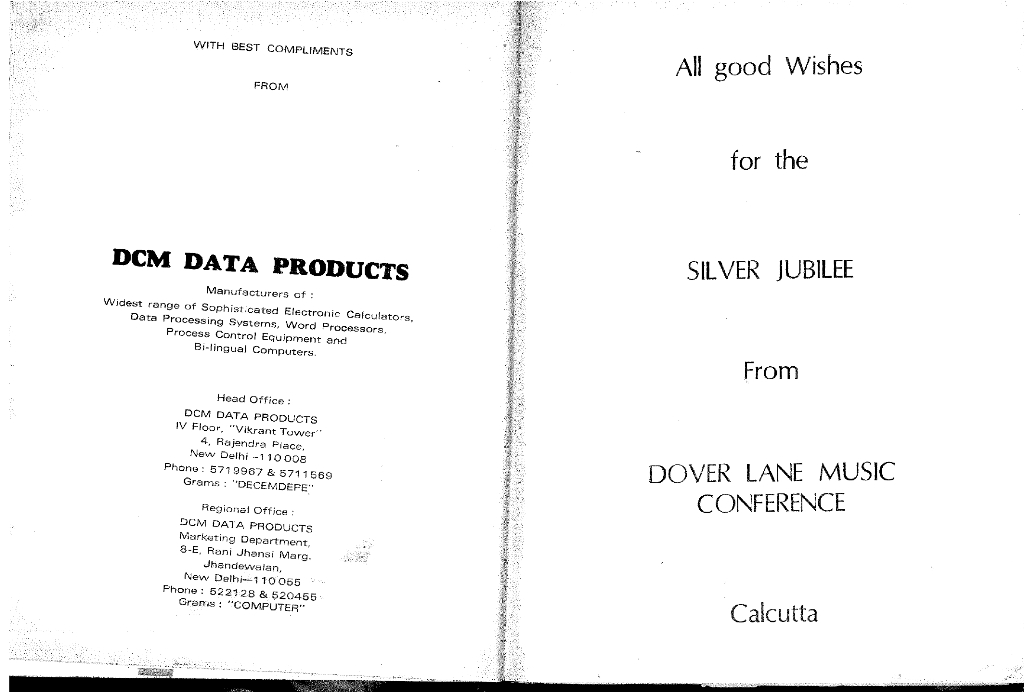 WITH BEST COMPLIMENTS
FROM
DCM DATA PRODUCTS
Manufacturers of :
Widest range of Sophisticated Electronic Calculators,
Data Processing Systems, Word Processors,
Process Control Equipment and
Bi-lingual Computers.
Head Office :
DCM DATA PRODUCTS
IV Floor, "Vikrant Tower"
4, Rajendra Place,
New Delhi -110 008
Phone : 5719967 & 5711569
Grams : "DECEMDEPE"
Regional Office :
DCM DATA PRODUCTS
Marketing Department,
8-E, Rani Jhansi Marg.
Jhandewalan,
New Delhi—110 055
Phone : 522128 & 520455
Grams : "COMPUTER"
All good Wishes
for the
SILVER JUBILEE
From
DOVER LANE MUSIC
CONFERENCE
Calcutta